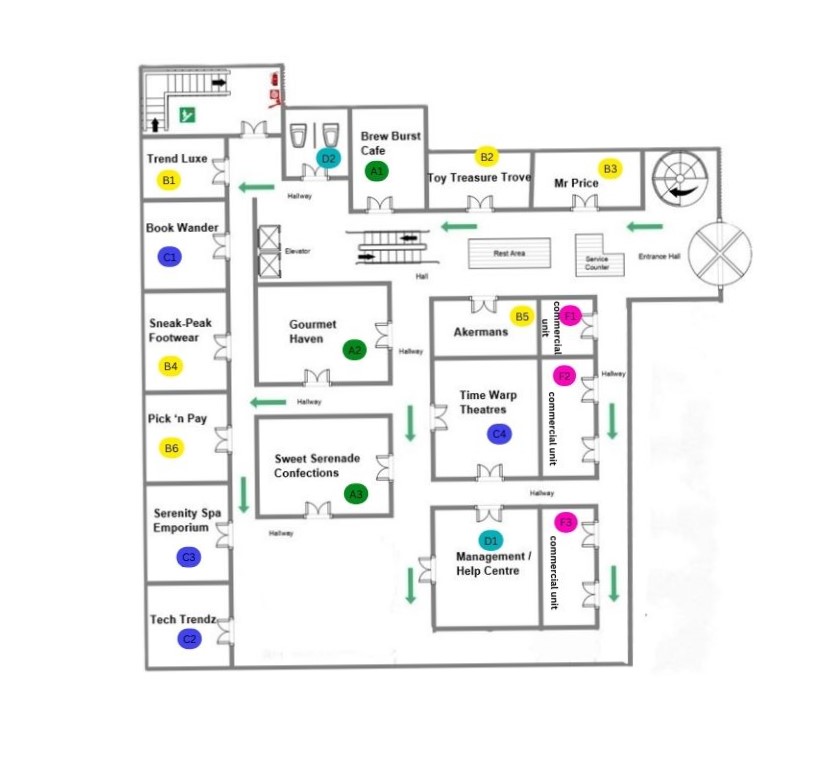 D2
Brew Burst
Cafe
A1
Trend Luxe
B1
B2
Toy Treasure Trove
B3
Mr Price
Hallway
Book Wander
C1
Elevator
Hall
Rest Area
Service
Counter
Entrance Hall
Sneak-Peak
Footwear
B4
Gourmet
Haven
A2
Hallway
Akermans
B5
F1
commercial
unit
F2
commercial unit
Hallway
Time Warp
Theatres
C4
Hallway
Pick 'n Pay
B6
Sweet Serenade
Confections
A3
Hallway
Hallway
Serenity Spa
Emporium
C3
D1
Management /
Help Centre
F3
commercial unit
Tech Trendz
C2